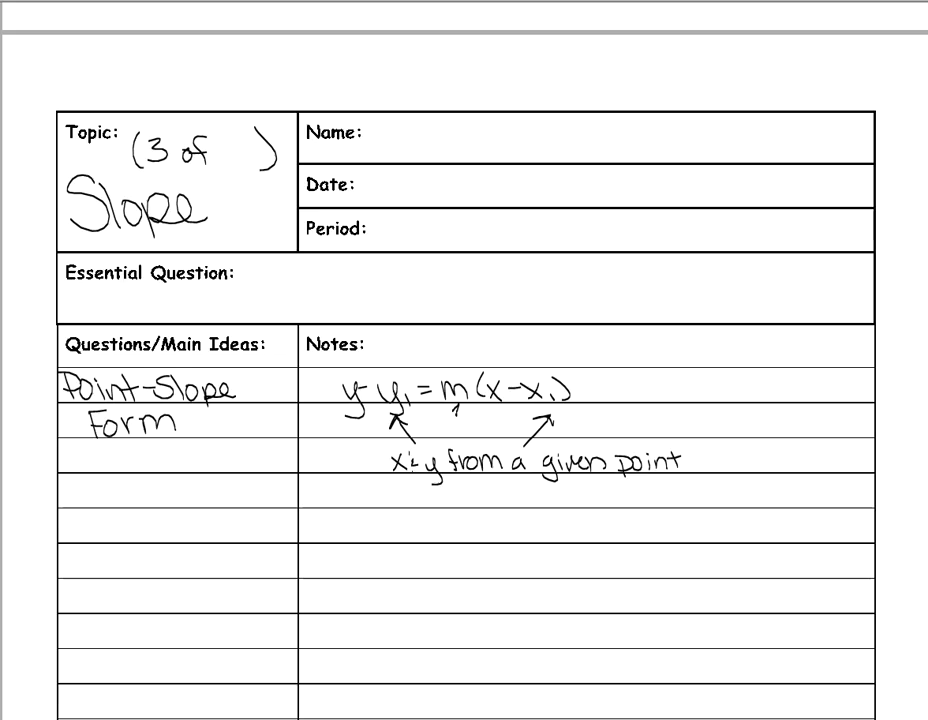 Topic: (3 of )
Slope
Name:
Date:
Period:
Essential Question:
Questions/Main Ideas:
Notes:
Point-Slope
Form
y-y₁=m(x-x₁)
x & y from a given point